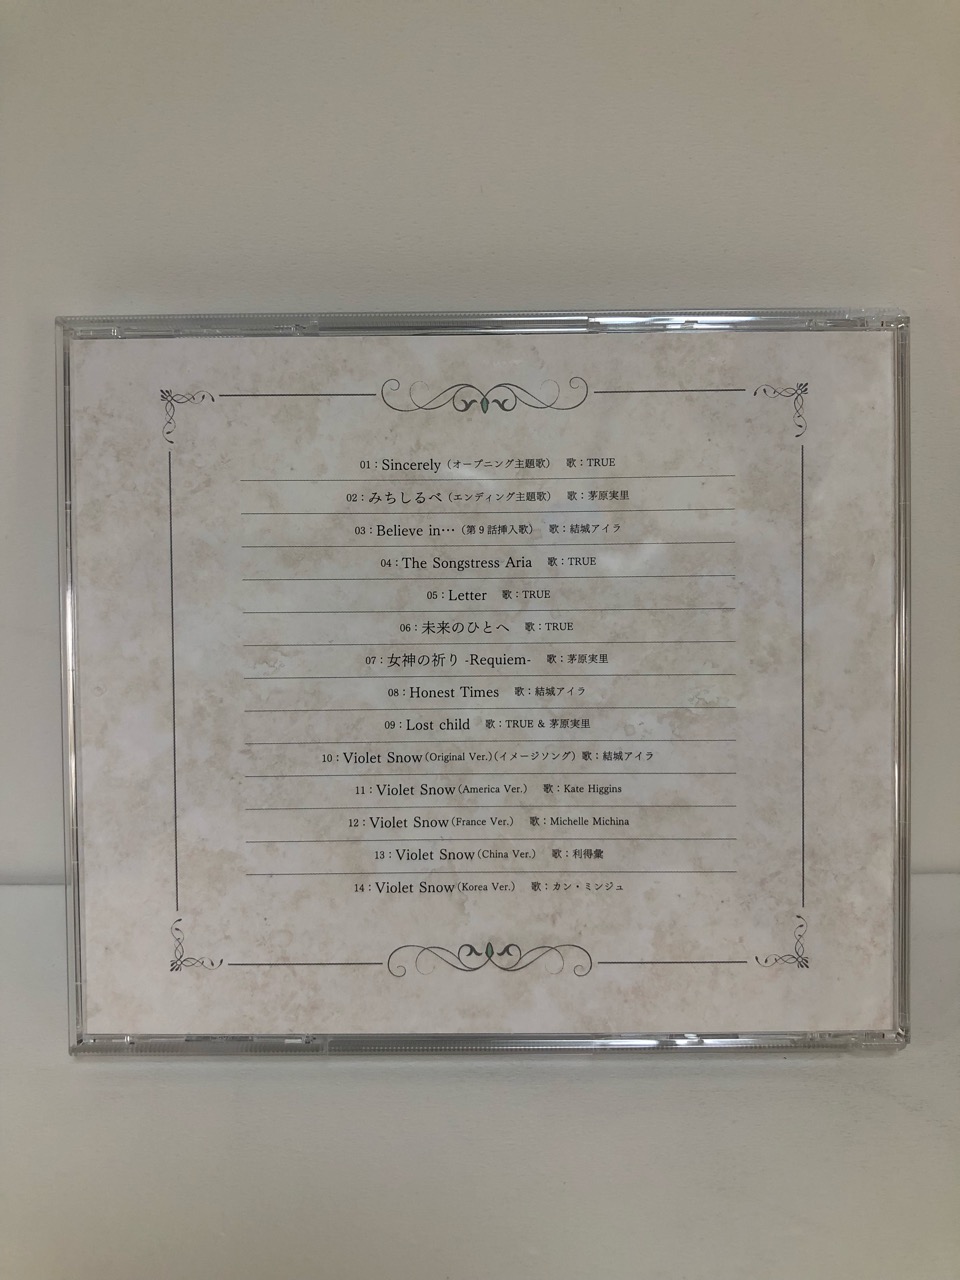 01：Sincerely（オープニング主題歌） 歌：TRUE
02：みちしるべ（エンディング主題歌） 歌：茅原実里
03：Believe in…（第9話挿入歌） 歌：結城アイラ
04：The Songstress Aria 歌：TRUE
05：Letter 歌：TRUE
06：未来のひとへ 歌：TRUE
07：女神の祈り -Requiem- 歌：茅原実里
08：Honest Times 歌：結城アイラ
09：Lost child 歌：TRUE & 茅原実里
10：Violet Snow（Original Ver.）（イメージソング） 歌：結城アイラ
11：Violet Snow（America Ver.） 歌：Kate Higgins
12：Violet Snow（France Ver.） 歌：Michelle Michina
13：Violet Snow（China Ver.） 歌：利得彙
14：Violet Snow（Korea Ver.） 歌：カン・ミンジュ